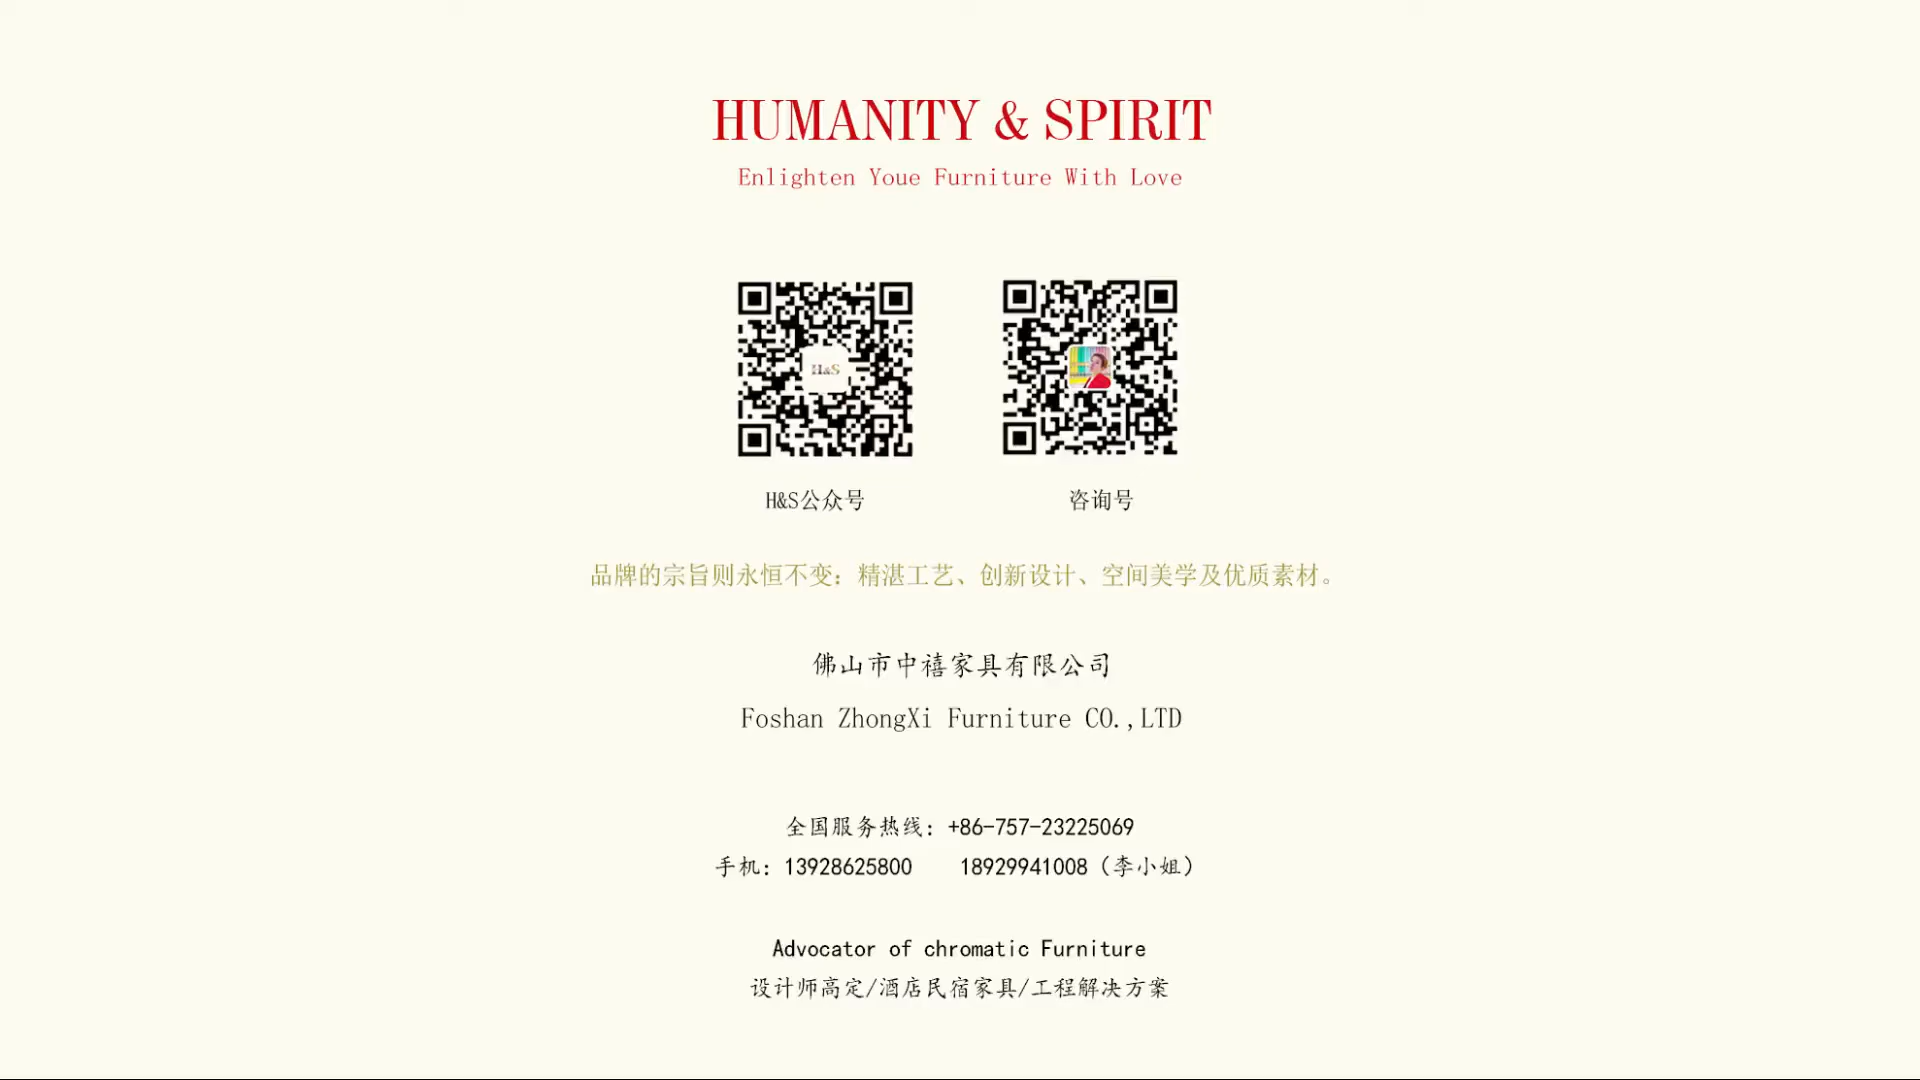 HUMANITY & SPIRIT
Enlighten Youe Furniture With Love
H&S
H&S公众号
咨询号
品牌的宗旨则永恒不变：精湛工艺、创新设计、空间美学及优质素材。
佛山市中禧家具有限公司
Foshan ZhongXi Furniture CO.,LTD
全国服务热线：+86-757-23225069
手机：13928625800 18929941008（李小姐）
Advocator of chromatic Furniture
设计师高定/酒店民宿家具/工程解决方案